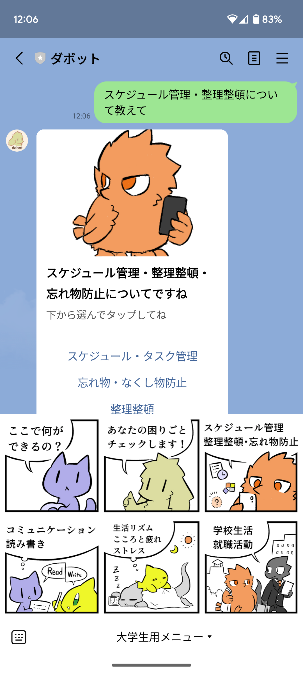 12:06
83%
ダボット
スケジュール管理・整理整頓につい
て教えて
12:06
スケジュール管理・整理整頓・
忘れ物防止についてですね
下から選んでタップしてね
スケジュール・タスク管理
忘れ物・なくし物防止
整理整頓
ここで何が
できるの？
あなたの困りごと
チェックします！
スケジュール管理
整理整頓・忘れ物防止
コミュニケーション
読み書き
Read
Write
生活リズム
こころと疲れ
ストレス
zzz
学校生活
就職活動
大学生用メニュー